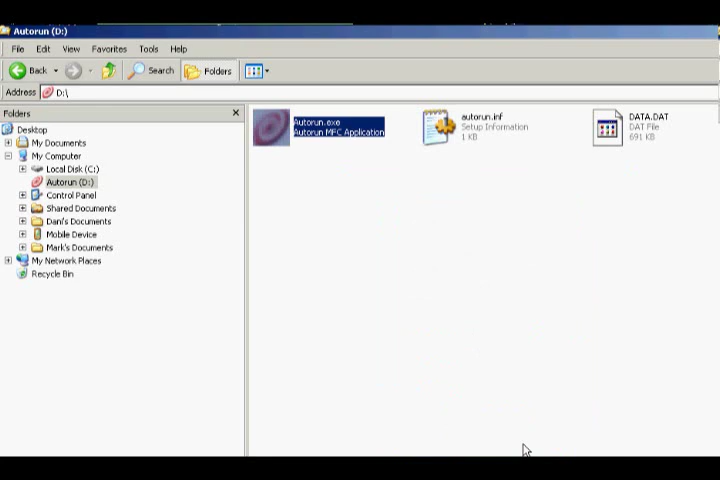 Autorun (D:)
File Edit View Favorites Tools Help
Back Search Folders
Address D:\
Folders
Desktop
My Documents
My Computer
Local Disk (C:)
Autorun (D:)
Control Panel
Shared Documents
Dani's Documents
Mobile Device
Mark's Documents
My Network Places
Recycle Bin
Autorun.exe
Autorun MFC Application
autorun.inf
Setup Information
1 KB
DATA.DAT
DAT File
691 KB